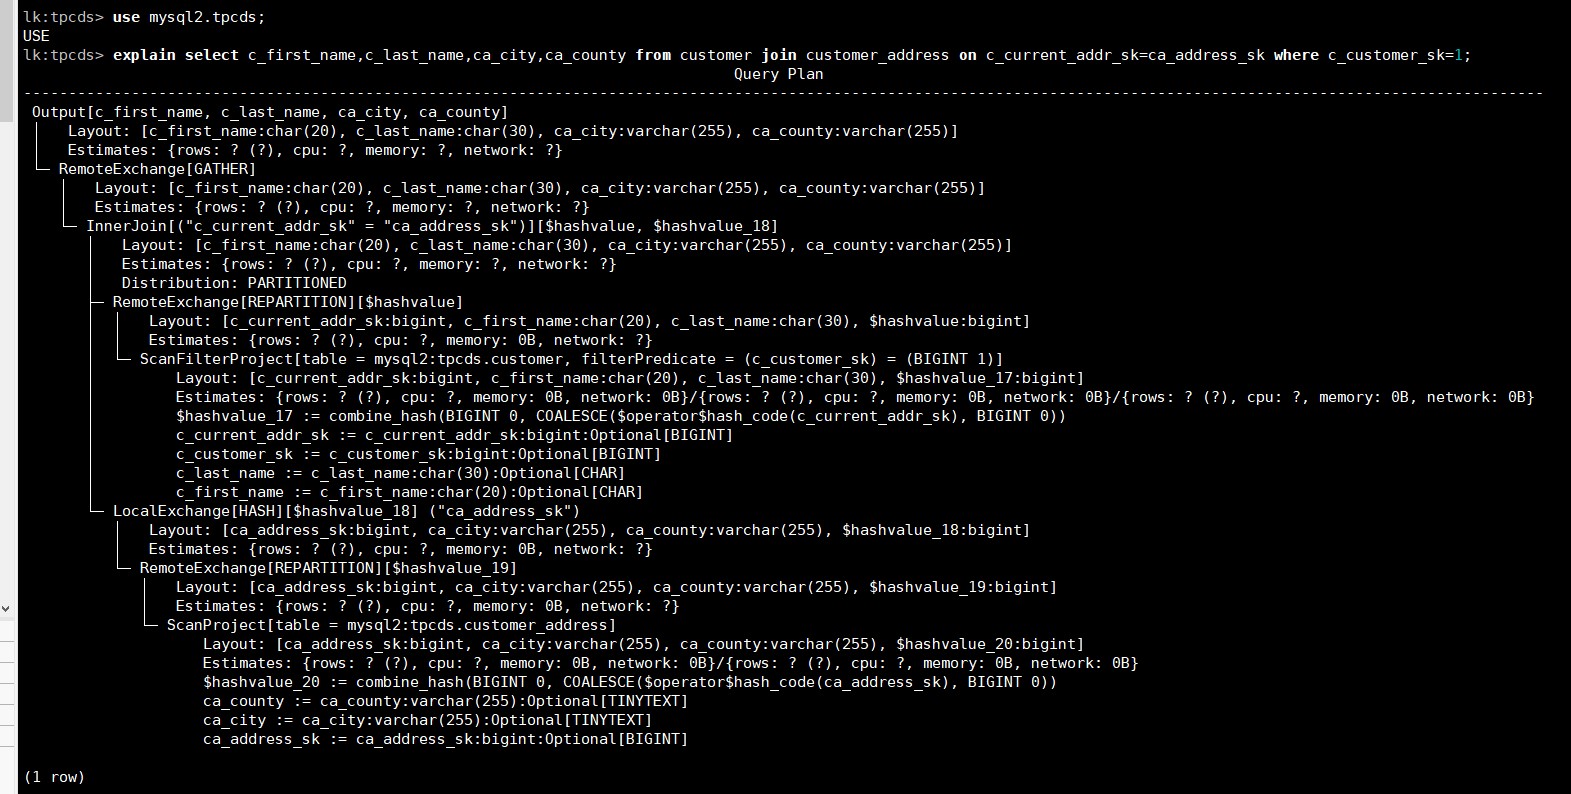 lk:tpcds> use mysql2.tpcds;
USE
lk:tpcds> explain select c_first_name,c_last_name,ca_city,ca_county from customer join customer_address on c_current_addr_sk=ca_address_sk where c_customer_sk=1;
Query Plan
-------------------------------------------------------------------------------------------------------------------------------------------------------------------------
Output[c_first_name, c_last_name, ca_city, ca_county]
│   Layout: [c_first_name:char(20), c_last_name:char(30), ca_city:varchar(255), ca_county:varchar(255)]
│   Estimates: {rows: ? (?), cpu: ?, memory: ?, network: ?}
└─ RemoteExchange[GATHER]
│   Layout: [c_first_name:char(20), c_last_name:char(30), ca_city:varchar(255), ca_county:varchar(255)]
│   Estimates: {rows: ? (?), cpu: ?, memory: ?, network: ?}
└─ InnerJoin[("c_current_addr_sk" = "ca_address_sk")][$hashvalue, $hashvalue_18]
│   Layout: [c_first_name:char(20), c_last_name:char(30), ca_city:varchar(255), ca_county:varchar(255)]
│   Estimates: {rows: ? (?), cpu: ?, memory: ?, network: ?}
│   Distribution: PARTITIONED
├─ RemoteExchange[REPARTITION][$hashvalue]
│  │   Layout: [c_current_addr_sk:bigint, c_first_name:char(20), c_last_name:char(30), $hashvalue:bigint]
│  │   Estimates: {rows: ? (?), cpu: ?, memory: 0B, network: ?}
│  └─ ScanFilterProject[table = mysql2:tpcds.customer, filterPredicate = (c_customer_sk) = (BIGINT 1)]
│         Layout: [c_current_addr_sk:bigint, c_first_name:char(20), c_last_name:char(30), $hashvalue_17:bigint]
│         Estimates: {rows: ? (?), cpu: ?, memory: 0B, network: 0B}/{rows: ? (?), cpu: ?, memory: 0B, network: 0B}/{rows: ? (?), cpu: ?, memory: 0B, network: 0B}
│         $hashvalue_17 := combine_hash(BIGINT 0, COALESCE($operator$hash_code(c_current_addr_sk), BIGINT 0))
│         c_current_addr_sk := c_current_addr_sk:bigint:Optional[BIGINT]
│         c_customer_sk := c_customer_sk:bigint:Optional[BIGINT]
│         c_last_name := c_last_name:char(30):Optional[CHAR]
│         c_first_name := c_first_name:char(20):Optional[CHAR]
└─ LocalExchange[HASH][$hashvalue_18] ("ca_address_sk")
│   Layout: [ca_address_sk:bigint, ca_city:varchar(255), ca_county:varchar(255), $hashvalue_18:bigint]
│   Estimates: {rows: ? (?), cpu: ?, memory: 0B, network: ?}
└─ RemoteExchange[REPARTITION][$hashvalue_19]
│   Layout: [ca_address_sk:bigint, ca_city:varchar(255), ca_county:varchar(255), $hashvalue_19:bigint]
│   Estimates: {rows: ? (?), cpu: ?, memory: 0B, network: ?}
└─ ScanProject[table = mysql2:tpcds.customer_address]
Layout: [ca_address_sk:bigint, ca_city:varchar(255), ca_county:varchar(255), $hashvalue_20:bigint]
Estimates: {rows: ? (?), cpu: ?, memory: 0B, network: 0B}/{rows: ? (?), cpu: ?, memory: 0B, network: 0B}
$hashvalue_20 := combine_hash(BIGINT 0, COALESCE($operator$hash_code(ca_address_sk), BIGINT 0))
ca_county := ca_county:varchar(255):Optional[TINYTEXT]
ca_city := ca_city:varchar(255):Optional[TINYTEXT]
ca_address_sk := ca_address_sk:bigint:Optional[BIGINT]
(1 row)